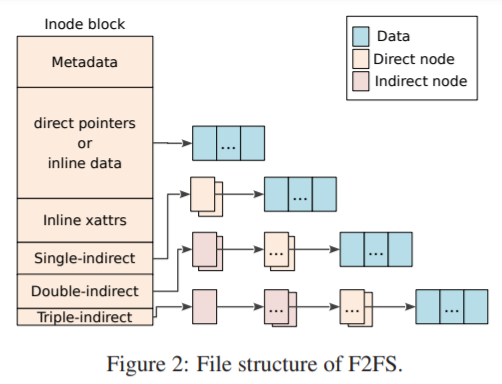 Inode block
Metadata
direct pointers
or
inline data
Inline xattrs
Single-indirect
Double-indirect
Triple-indirect
Data
Direct node
Indirect node
...
...
...
...
...
...
...
Figure 2: File structure of F2FS.